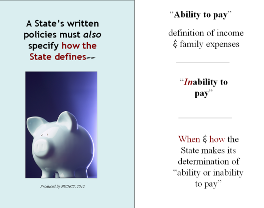 A State's written
policies must also
specify how the
State defines~~
"Ability to pay"
definition of income
& family expenses
"Inability to
pay"
When & how the
State makes its
determination of
"ability or inability
to pay"